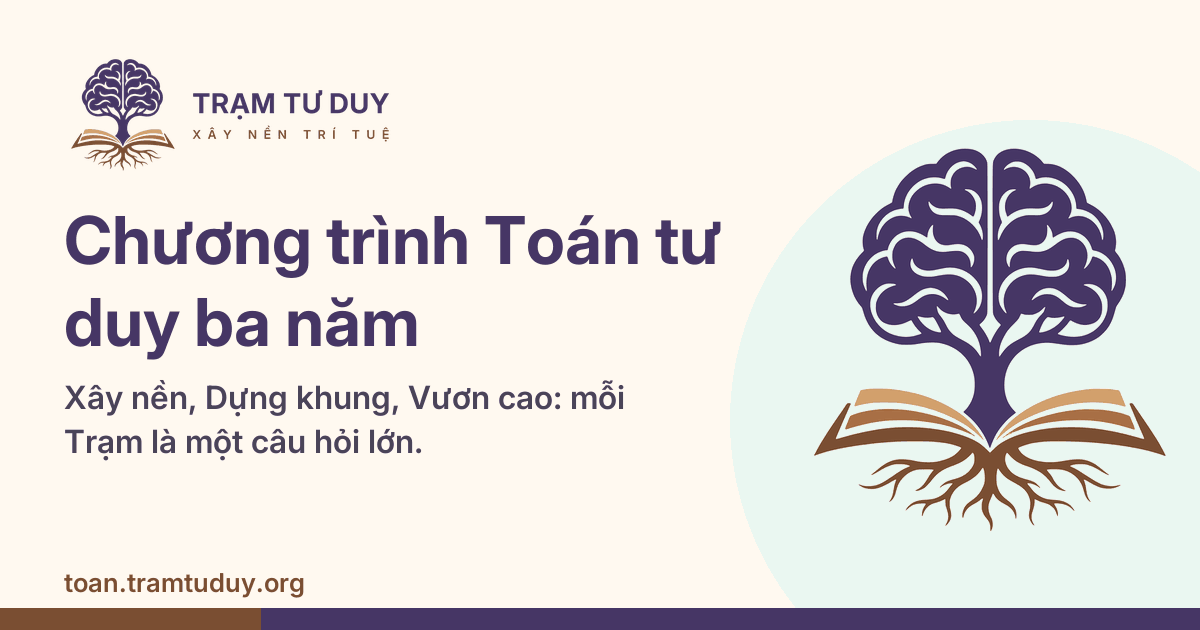 TRẠM TƯ DUY
XÂY NỀN TRÍ TUỆ
Chương trình Toán tư
duy ba năm
Xây nền, Dựng khung, Vươn cao: mỗi
Trạm là một câu hỏi lớn.
toan.tramtuduy.org